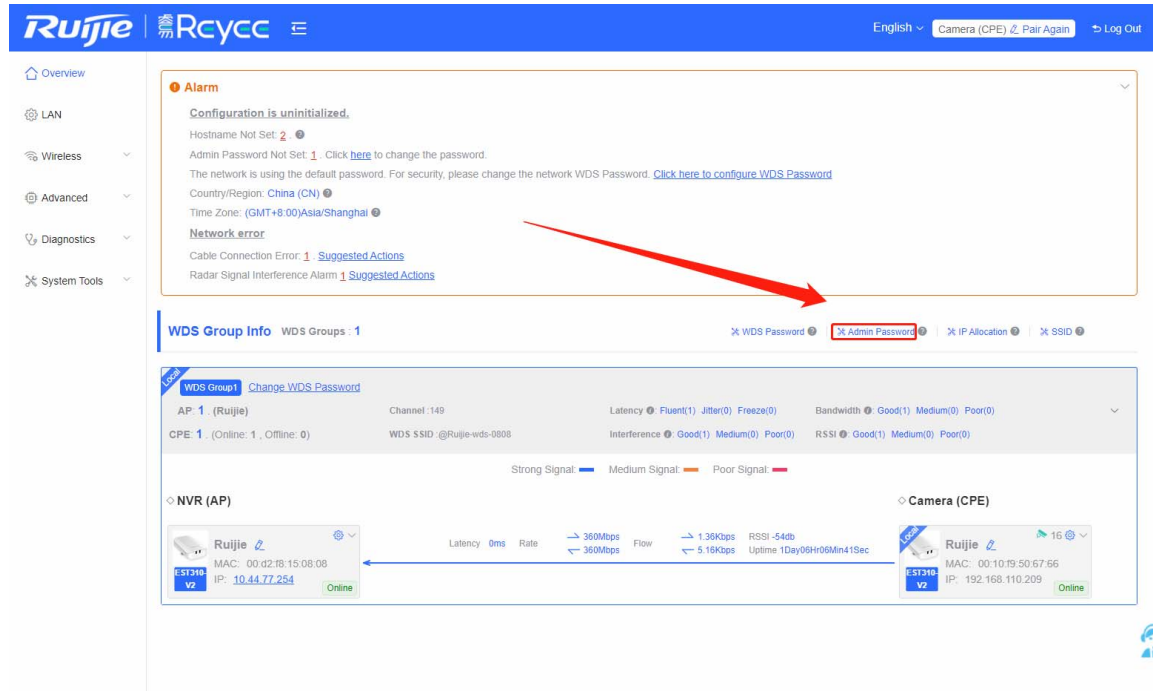 Ruijie 睿易 Reyee English Camera (CPE) Pair Again Log Out
Overview
LAN
Wireless
Advanced
Diagnostics
System Tools
Alarm
Configuration is uninitialized.
Hostname Not Set: 2 .
Admin Password Not Set: 1 . Click here to change the password.
The network is using the default password. For security, please change the network WDS Password. Click here to configure WDS Password
Country/Region: China (CN)
Time Zone: (GMT+8:00)Asia/Shanghai
Network error
Cable Connection Error: 1 . Suggested Actions
Radar Signal Interference Alarm 1 Suggested Actions
WDS Group Info WDS Groups : 1 WDS Password Admin Password IP Allocation SSID
Local
WDS Group1 Change WDS Password
AP: 1 . (Ruijie) Channel :149 Latency : Fluent(1) Jitter(0) Freeze(0) Bandwidth : Good(1) Medium(0) Poor(0)
CPE: 1 . (Online: 1 , Offline: 0) WDS SSID :@Ruijie-wds-0808 Interference : Good(1) Medium(0) Poor(0) RSSI : Good(1) Medium(0) Poor(0)
Strong Signal: Medium Signal: Poor Signal:
NVR (AP) Camera (CPE)
Ruijie
MAC: 00:d2:f8:15:08:08
IP: 10.44.77.254
EST310-V2
Online
Latency 0ms Rate 360Mbps 360Mbps Flow 1.36Kbps 5.16Kbps RSSI -54db Uptime 1Day06Hr06Min41Sec
Local
Ruijie 16
MAC: 00:10:f9:50:67:66
IP: 192.168.110.209
EST310-V2
Online